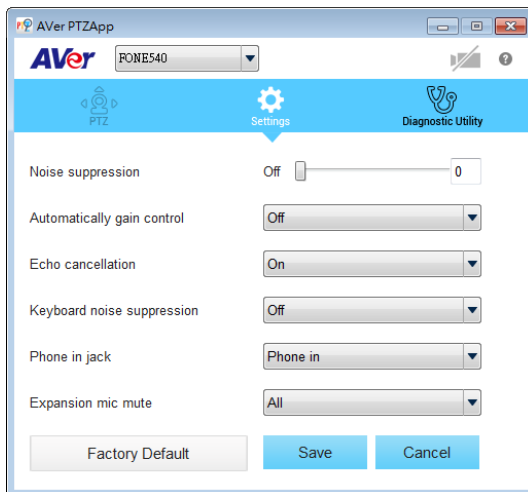 AVer PTZApp
AVer FONE540 ?
PTZ Settings Diagnostic Utility
Noise suppression Off 0
Automatically gain control Off
Echo cancellation On
Keyboard noise suppression Off
Phone in jack Phone in
Expansion mic mute All
Factory Default Save Cancel